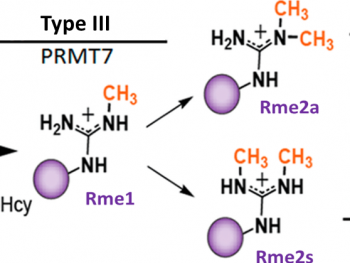 Type III
PRMT7
CH₃
H₂N
+
NH
NH
Rme1
Hcy
CH₃
H₂N
+
N–CH₃
NH
Rme2a
CH₃ CH₃
HN
+
NH
NH
Rme2s